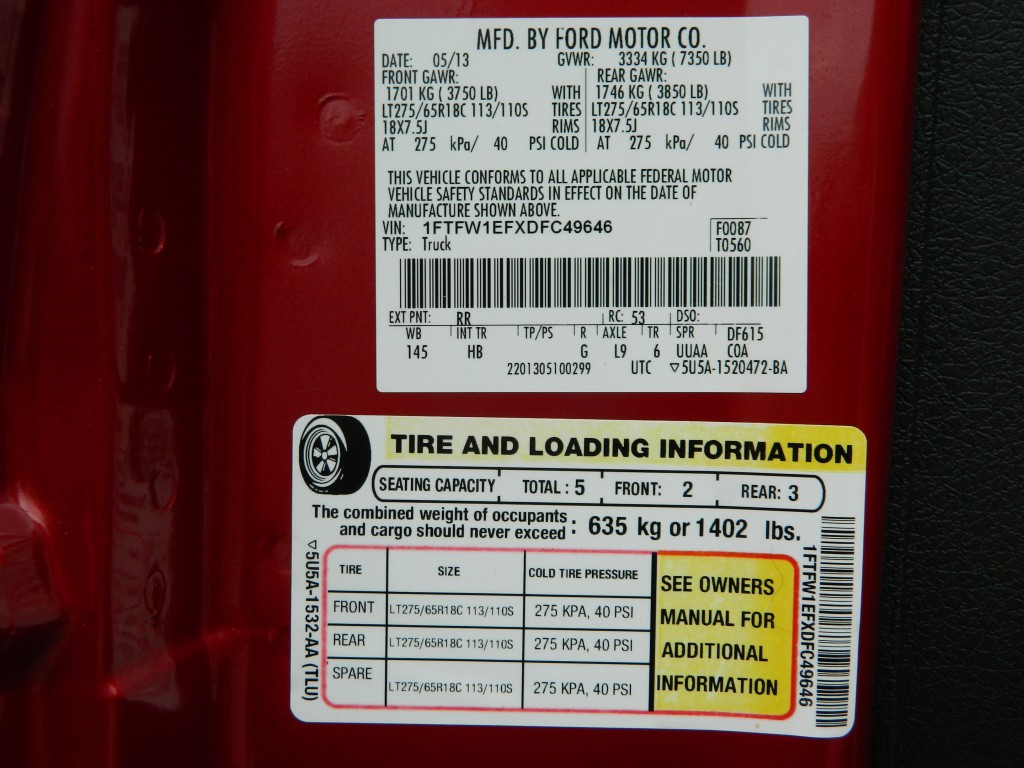 MFD. BY FORD MOTOR CO.
DATE: 05/13 GVWR: 3334 KG ( 7350 LB)
FRONT GAWR: REAR GAWR:
1701 KG ( 3750 LB) WITH 1746 KG ( 3850 LB) WITH
LT275/65R18C 113/110S TIRES LT275/65R18C 113/110S TIRES
18X7.5J RIMS 18X7.5J RIMS
AT 275 kPa/ 40 PSI COLD AT 275 kPa/ 40 PSI COLD
THIS VEHICLE CONFORMS TO ALL APPLICABLE FEDERAL MOTOR
VEHICLE SAFETY STANDARDS IN EFFECT ON THE DATE OF
MANUFACTURE SHOWN ABOVE.
VIN: 1FTFW1EFXDFC49646 F0087
TYPE: Truck T0560
EXT PNT: RR RC: 53 DSO:
WB INT TR TP/PS R AXLE TR SPR DF615
145 HB G L9 6 UUAA COA
2201305100299 UTC ▽5U5A-1520472-BA
TIRE AND LOADING INFORMATION
SEATING CAPACITY TOTAL : 5 FRONT: 2 REAR: 3
The combined weight of occupants
and cargo should never exceed : 635 kg or 1402 lbs.
TIRE SIZE COLD TIRE PRESSURE
FRONT LT275/65R18C 113/110S 275 KPA, 40 PSI
REAR LT275/65R18C 113/110S 275 KPA, 40 PSI
SPARE LT275/65R18C 113/110S 275 KPA, 40 PSI
SEE OWNERS
MANUAL FOR
ADDITIONAL
INFORMATION
▽5U5A-1532-AA (TLU)
1FTFW1EFXDFC49646